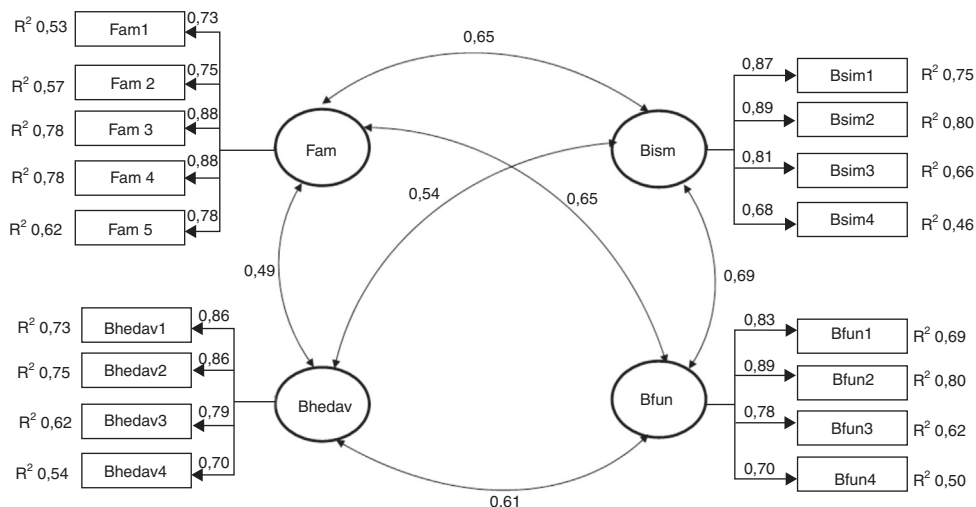 R² 0,53 Fam1 0,73
R² 0,57 Fam 2 0,75
R² 0,78 Fam 3 0,88
R² 0,78 Fam 4 0,88
R² 0,62 Fam 5 0,78
Fam
0,65
Bism
0,87 Bsim1 R² 0,75
0,89 Bsim2 R² 0,80
0,81 Bsim3 R² 0,66
0,68 Bsim4 R² 0,46
0,54
0,65
0,49
0,69
R² 0,73 Bhedav1 0,86
R² 0,75 Bhedav2 0,86
R² 0,62 Bhedav3 0,79
R² 0,54 Bhedav4 0,70
Bhedav
Bfun
0,83 Bfun1 R² 0,69
0,89 Bfun2 R² 0,80
0,78 Bfun3 R² 0,62
0,70 Bfun4 R² 0,50
0,61